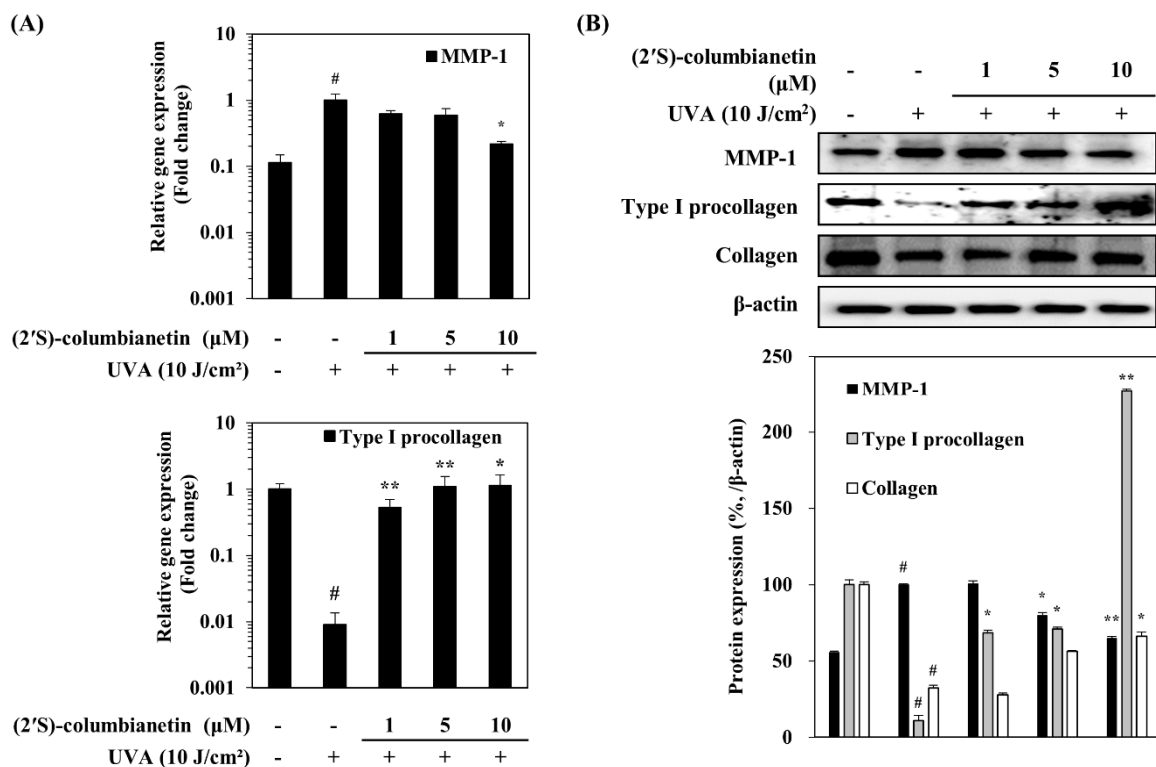 (A)
MMP-1
Relative gene expression
(Fold change)
10
1
0.1
0.01
0.001
#
*
(2′S)-columbianetin (μM) - - 1 5 10
UVA (10 J/cm²) - + + + +
Type I procollagen
Relative gene expression
(Fold change)
10
1
0.1
0.01
0.001
#
**
**
*
(2′S)-columbianetin (μM) - - 1 5 10
UVA (10 J/cm²) - + + + +
(B)
(2′S)-columbianetin
(μM) - - 1 5 10
UVA (10 J/cm²) - + + + +
MMP-1
Type I procollagen
Collagen
β-actin
MMP-1
Type I procollagen
Collagen
Protein expression (%, /β-actin)
250
200
150
100
50
0
#
#
#
*
*
*
**
**
*